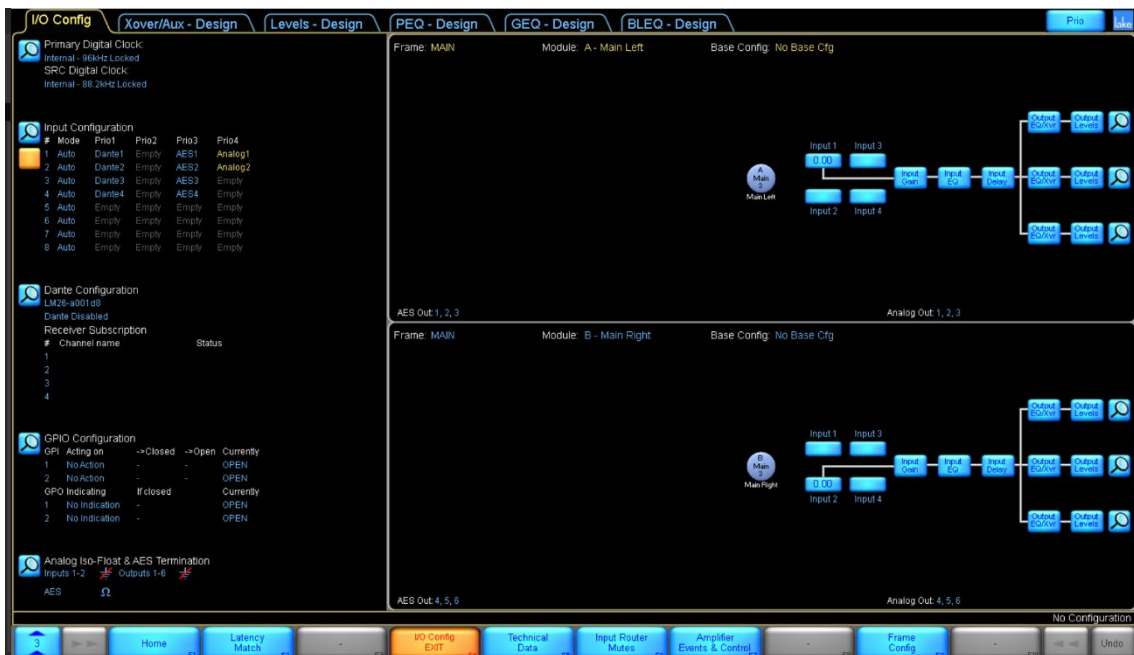 I/O Config Xover/Aux - Design Levels - Design PEQ - Design GEQ - Design BLEQ - Design Prio lake
Primary Digital Clock:
Internal - 96kHz Locked
SRC Digital Clock:
Internal - 88.2kHz Locked
Input Configuration
# Mode Prio1 Prio2 Prio3 Prio4
1 Auto Dante1 Empty AES1 Analog1
2 Auto Dante2 Empty AES2 Analog2
3 Auto Dante3 Empty AES3 Empty
4 Auto Dante4 Empty AES4 Empty
5 Auto Empty Empty Empty Empty
6 Auto Empty Empty Empty Empty
7 Auto Empty Empty Empty Empty
8 Auto Empty Empty Empty Empty
Dante Configuration
LM26-a001d8
Dante Disabled
Receiver Subscription
# Channel name Status
1
2
3
4
GPIO Configuration
GPI Acting on ->Closed ->Open Currently
1 No Action - - OPEN
2 No Action - - OPEN
GPO Indicating If closed Currently
1 No Indication - OPEN
2 No Indication - OPEN
Analog Iso-Float & AES Termination
Inputs 1-2 Outputs 1-6
AES Ω
Frame: MAIN Module: A - Main Left Base Config: No Base Cfg
Output EQ/Xvr Output Levels
Input 1 Input 3
0.00
A
Main
3
Main Left
Input Gain Input EQ Input Delay Output EQ/Xvr Output Levels
Input 2 Input 4
Output EQ/Xvr Output Levels
AES Out: 1, 2, 3 Analog Out: 1, 2, 3
Frame: MAIN Module: B - Main Right Base Config: No Base Cfg
Output EQ/Xvr Output Levels
Input 1 Input 3
B
Main
3
Main Right
Input Gain Input EQ Input Delay Output EQ/Xvr Output Levels
0.00
Input 2 Input 4
Output EQ/Xvr Output Levels
AES Out: 4, 5, 6 Analog Out: 4, 5, 6
No Configuration
3 Home Latency Match - I/O Config EXIT Technical Data Input Router Mutes Amplifier Events & Control - Frame Config - Undo